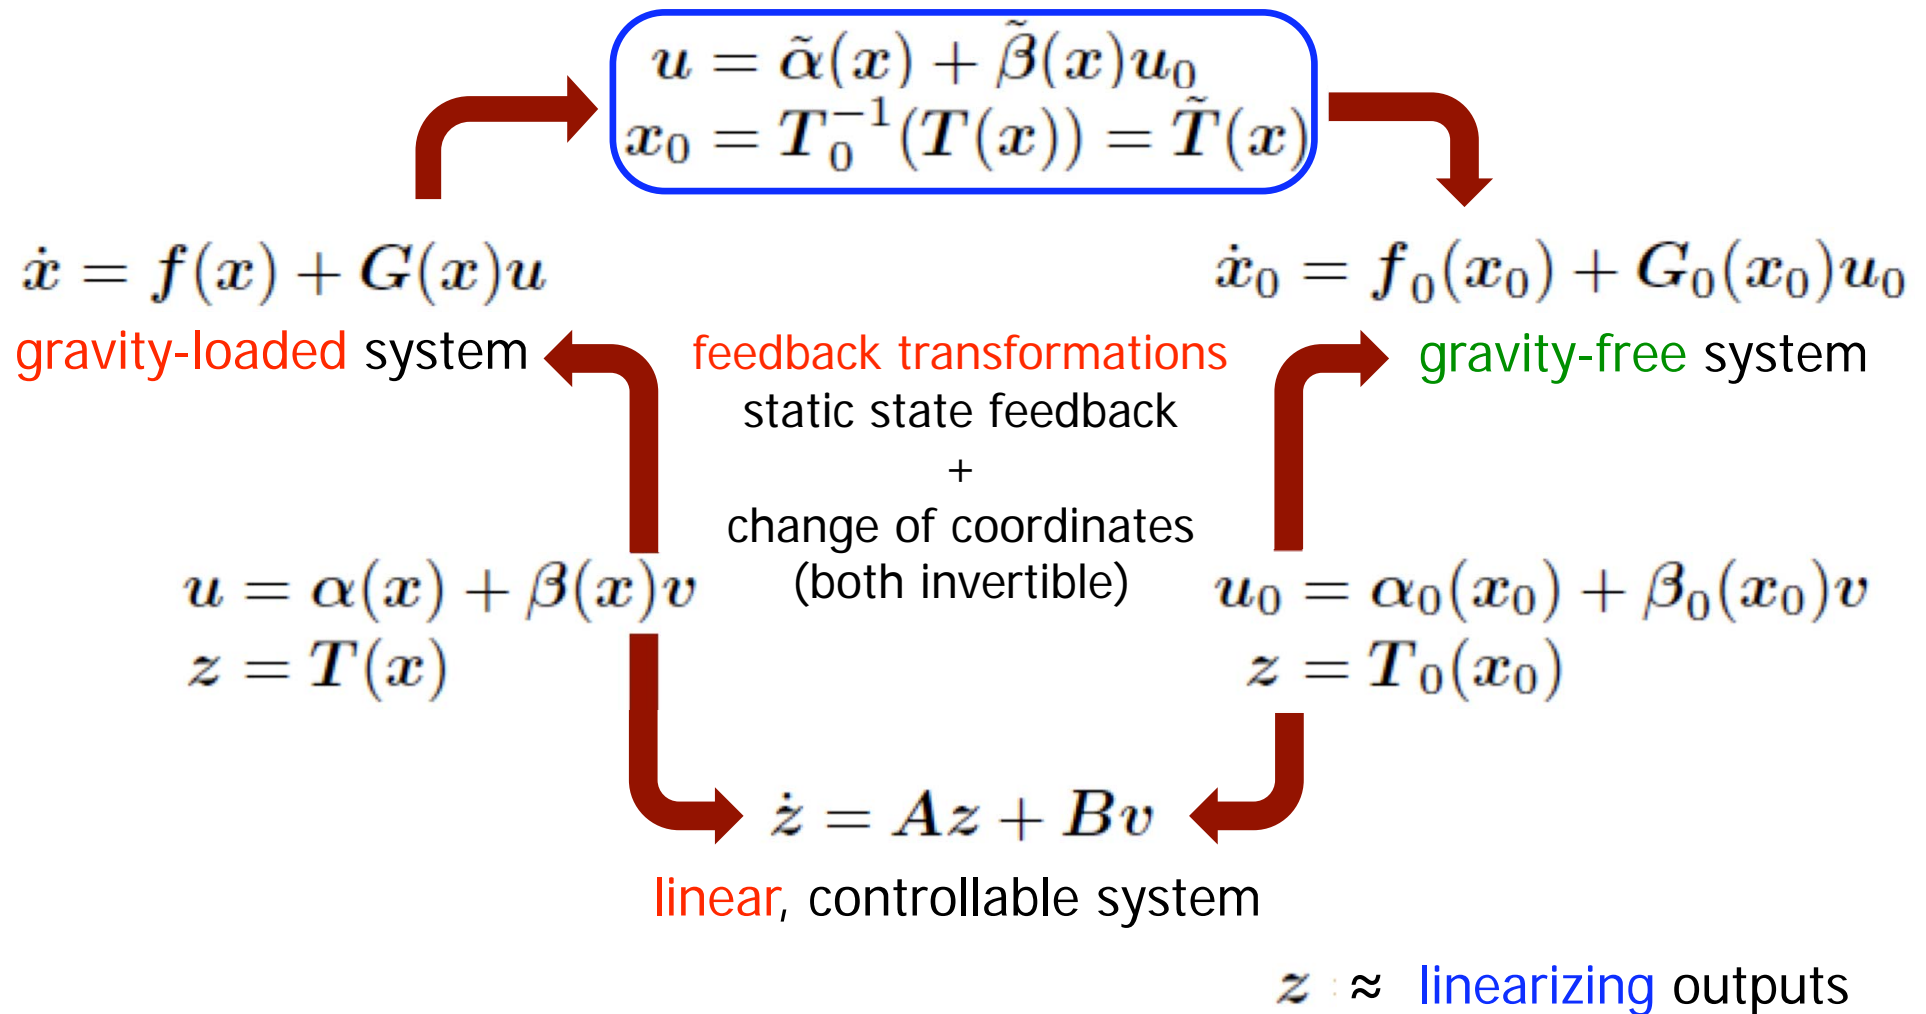 u = α̃(x) + β̃(x)u₀
x₀ = T₀⁻¹(T(x)) = T̃(x)
ẋ = f(x) + G(x)u
gravity-loaded system
ẋ₀ = f₀(x₀) + G₀(x₀)u₀
gravity-free system
feedback transformations
static state feedback
+
change of coordinates
(both invertible)
u = α(x) + β(x)v
z = T(x)
u₀ = α₀(x₀) + β₀(x₀)v
z = T₀(x₀)
ż = Az + Bv
linear, controllable system
z ≈ linearizing outputs